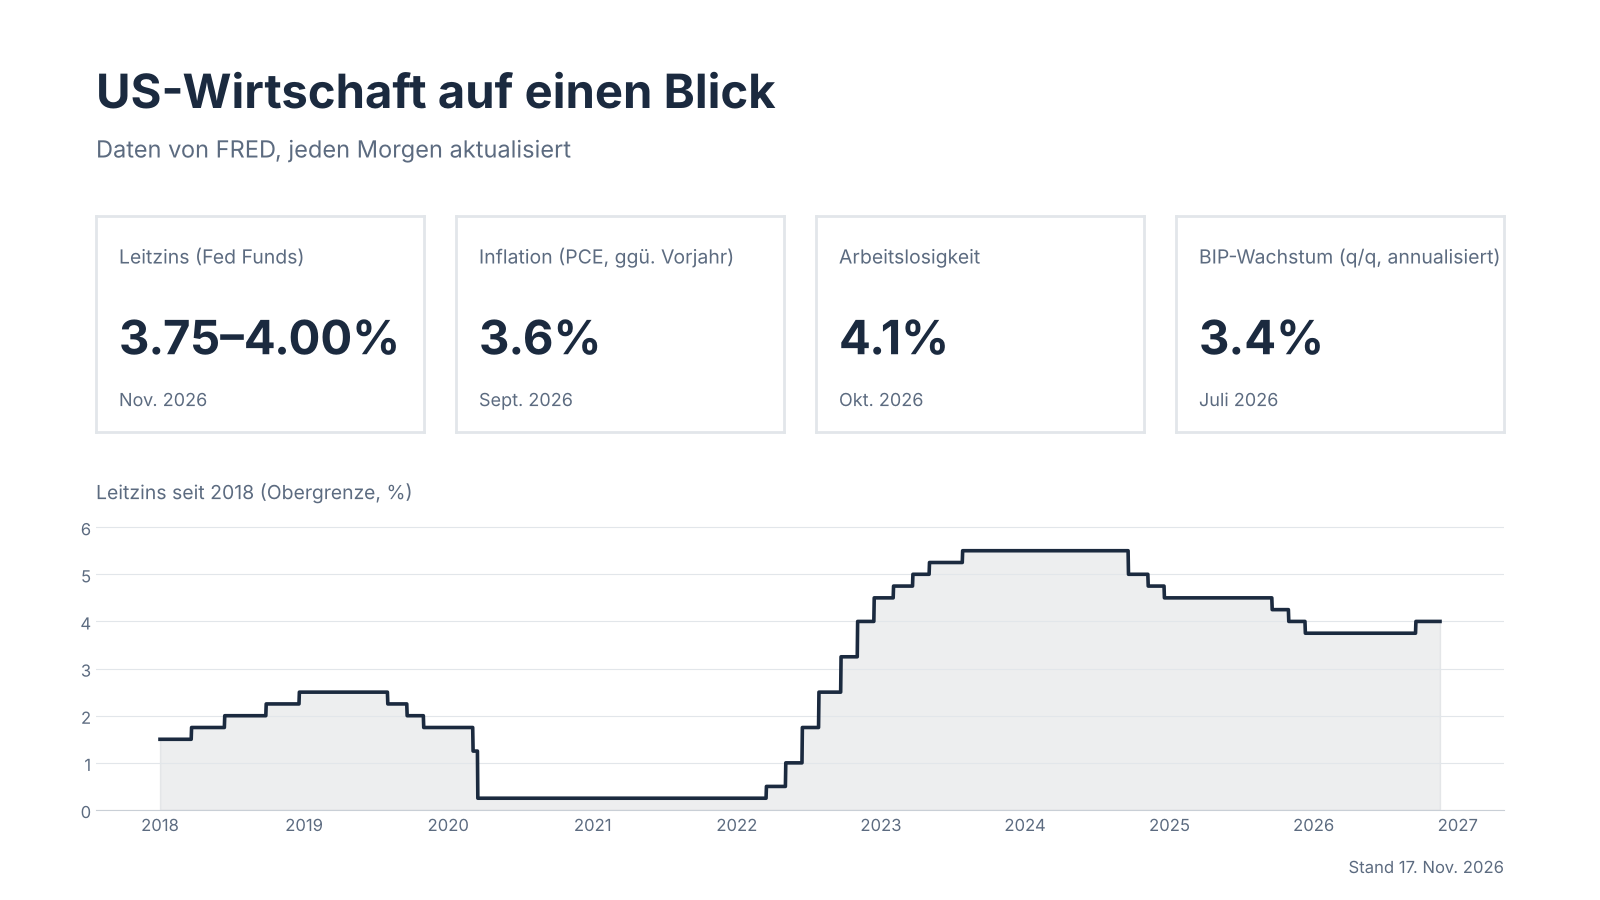 US-Wirtschaft auf einen Blick
Daten von FRED, jeden Morgen aktualisiert
Leitzins (Fed Funds)
3.75–4.00%
Nov. 2026
Inflation (PCE, ggü. Vorjahr)
3.6%
Sept. 2026
Arbeitslosigkeit
4.1%
Okt. 2026
BIP-Wachstum (q/q, annualisiert)
3.4%
Juli 2026
Leitzins seit 2018 (Obergrenze, %)
6
5
4
3
2
1
0
2018 2019 2020 2021 2022 2023 2024 2025 2026 2027
Stand 17. Nov. 2026